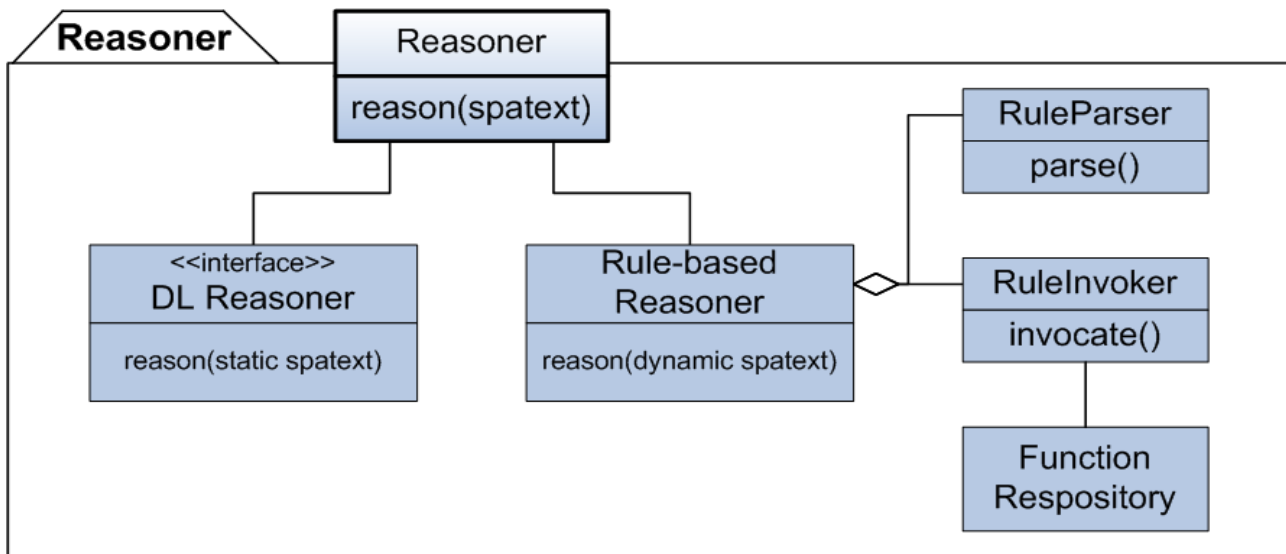 Reasoner
Reasoner
reason(spatext)
<<interface>>
DL Reasoner
reason(static spatext)
Rule-based
Reasoner
reason(dynamic spatext)
RuleParser
parse()
RuleInvoker
invocate()
Function
Respository